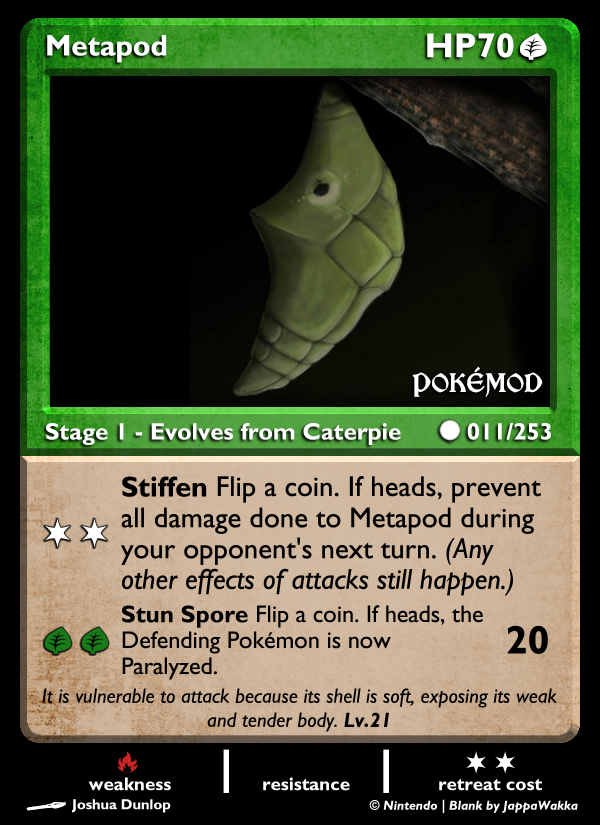 Metapod
HP70
POKÉMOD
Stage 1 - Evolves from Caterpie
011/253
Stiffen Flip a coin. If heads, prevent
all damage done to Metapod during
your opponent's next turn. (Any
other effects of attacks still happen.)
Stun Spore Flip a coin. If heads, the
Defending Pokémon is now
Paralyzed.
20
It is vulnerable to attack because its shell is soft, exposing its weak
and tender body. Lv.21
weakness
resistance
retreat cost
Joshua Dunlop
© Nintendo | Blank by JappaWakka